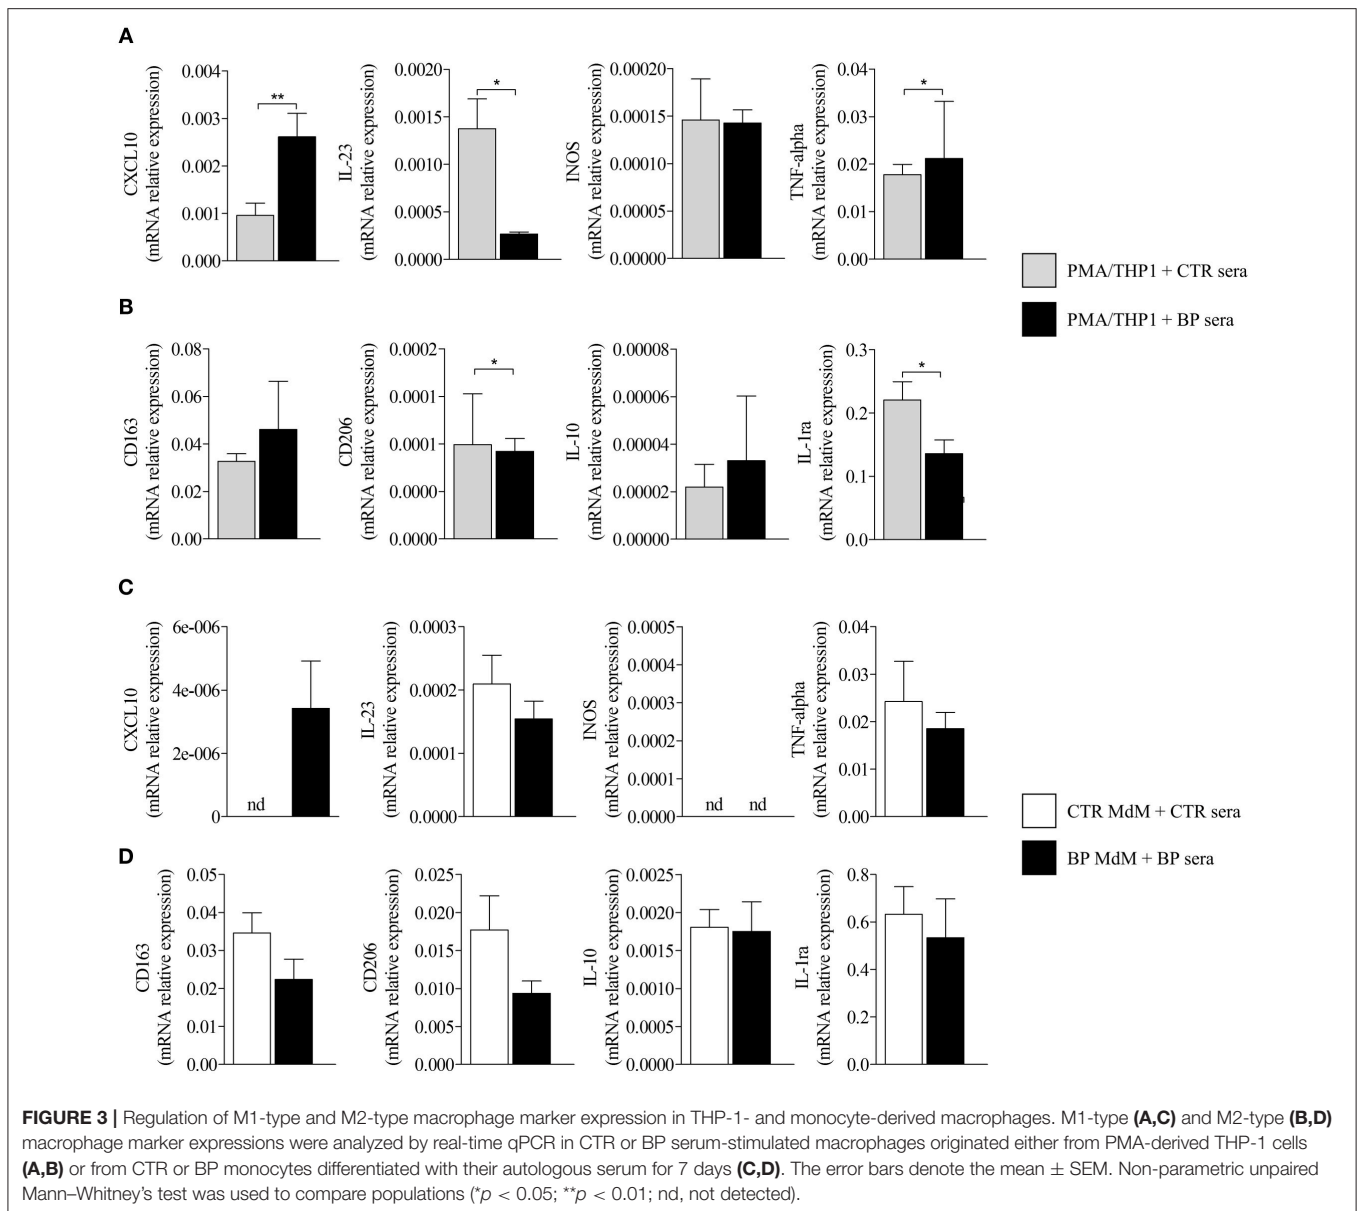 A
CXCL10
(mRNA relative expression)
0.004
0.003
0.002
0.001
0.000
**
IL-23
(mRNA relative expression)
0.0020
0.0015
0.0010
0.0005
0.0000
*
INOS
(mRNA relative expression)
0.00020
0.00015
0.00010
0.00005
0.00000
TNF-alpha
(mRNA relative expression)
0.04
0.03
0.02
0.01
0.00
*
PMA/THP1 + CTR sera
PMA/THP1 + BP sera
B
CD163
(mRNA relative expression)
0.08
0.06
0.04
0.02
0.00
CD206
(mRNA relative expression)
0.0002
0.0001
0.0001
0.0000
0.0000
*
IL-10
(mRNA relative expression)
0.00008
0.00006
0.00004
0.00002
0.00000
IL-1ra
(mRNA relative expression)
0.3
0.2
0.1
0.0
*
C
CXCL10
(mRNA relative expression)
6e-006
4e-006
2e-006
0
nd
IL-23
(mRNA relative expression)
0.0003
0.0002
0.0001
0.0000
INOS
(mRNA relative expression)
0.0005
0.0004
0.0003
0.0002
0.0001
0.0000
nd nd
TNF-alpha
(mRNA relative expression)
0.04
0.03
0.02
0.01
0.00
CTR MdM + CTR sera
BP MdM + BP sera
D
CD163
(mRNA relative expression)
0.05
0.04
0.03
0.02
0.01
0.00
CD206
(mRNA relative expression)
0.025
0.020
0.015
0.010
0.005
0.000
IL-10
(mRNA relative expression)
0.0025
0.0020
0.0015
0.0010
0.0005
0.0000
IL-1ra
(mRNA relative expression)
0.8
0.6
0.4
0.2
0.0
FIGURE 3 | Regulation of M1-type and M2-type macrophage marker expression in THP-1- and monocyte-derived macrophages. M1-type (A,C) and M2-type (B,D)
macrophage marker expressions were analyzed by real-time qPCR in CTR or BP serum-stimulated macrophages originated either from PMA-derived THP-1 cells
(A,B) or from CTR or BP monocytes differentiated with their autologous serum for 7 days (C,D). The error bars denote the mean ± SEM. Non-parametric unpaired
Mann–Whitney's test was used to compare populations (*p < 0.05; **p < 0.01; nd, not detected).